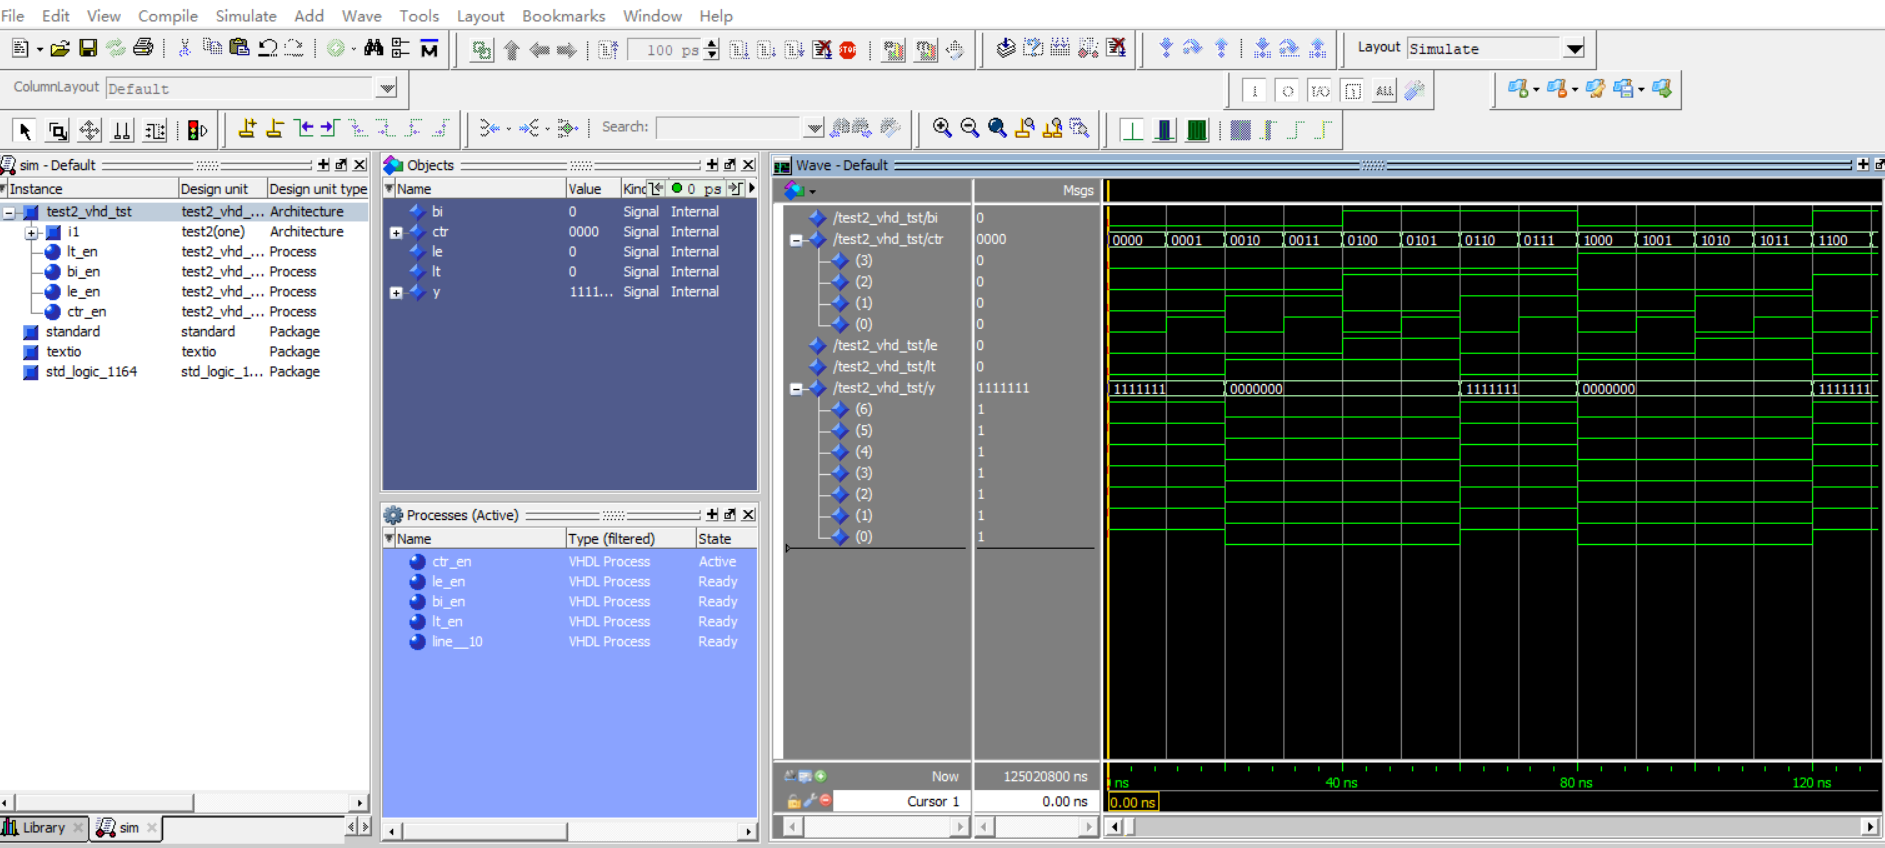 File Edit View Compile Simulate Add Wave Tools Layout Bookmarks Window Help
100 ps
Layout Simulate
ColumnLayout Default
ALL
Search:
sim - Default
Instance Design unit Design unit type
test2_vhd_tst test2_vhd_... Architecture
i1 test2(one) Architecture
lt_en test2_vhd_... Process
bi_en test2_vhd_... Process
le_en test2_vhd_... Process
ctr_en test2_vhd_... Process
standard standard Package
textio textio Package
std_logic_1164 std_logic_1... Package
Library sim
Objects
Name Value Kind 0 ps
bi 0 Signal Internal
ctr 0000 Signal Internal
le 0 Signal Internal
lt 0 Signal Internal
y 1111... Signal Internal
Processes (Active)
Name Type (filtered) State
ctr_en VHDL Process Active
le_en VHDL Process Ready
bi_en VHDL Process Ready
lt_en VHDL Process Ready
line__10 VHDL Process Ready
Wave - Default
Msgs
/test2_vhd_tst/bi 0
/test2_vhd_tst/ctr 0000 0000 0001 0010 0011 0100 0101 0110 0111 1000 1001 1010 1011 1100
(3) 0
(2) 0
(1) 0
(0) 0
/test2_vhd_tst/le 0
/test2_vhd_tst/lt 0
/test2_vhd_tst/y 1111111 1111111 0000000 1111111 0000000 1111111
(6) 1
(5) 1
(4) 1
(3) 1
(2) 1
(1) 1
(0) 1
Now 125020800 ns ns 40 ns 80 ns 120 ns
Cursor 1 0.00 ns 0.00 ns